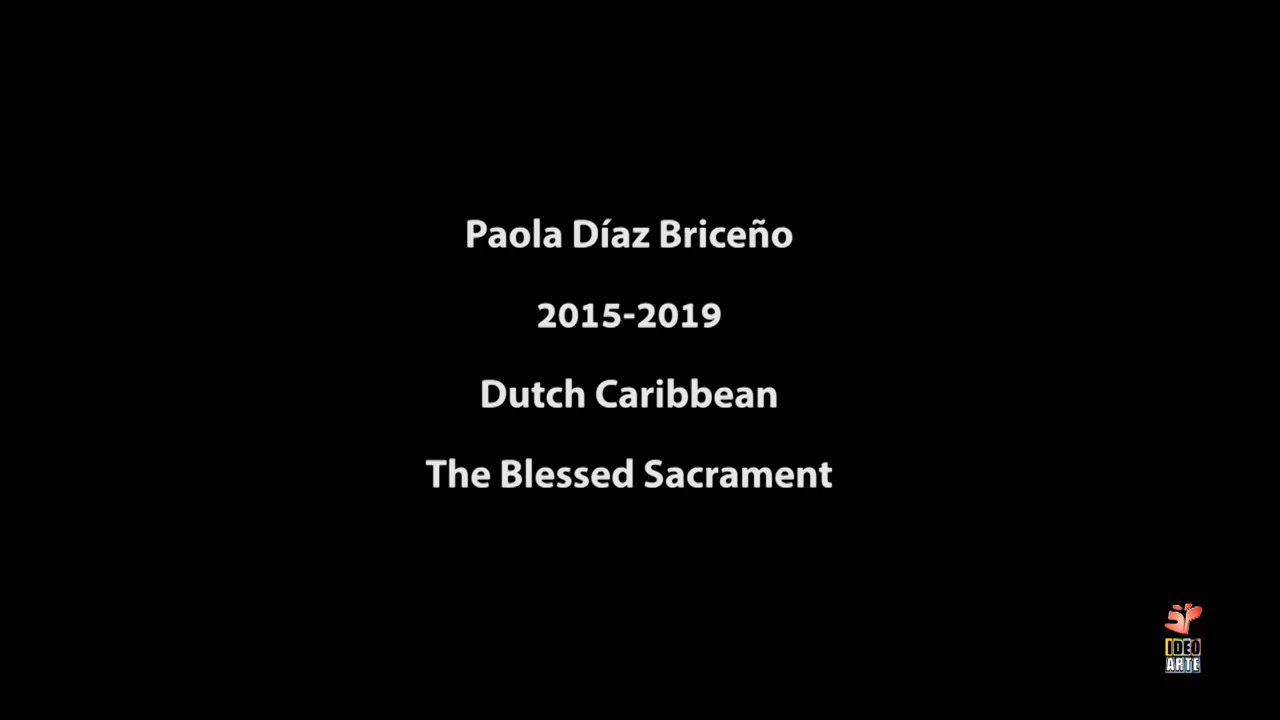 Paola Díaz Briceño
2015-2019
Dutch Caribbean
The Blessed Sacrament
IDEO
ARTE